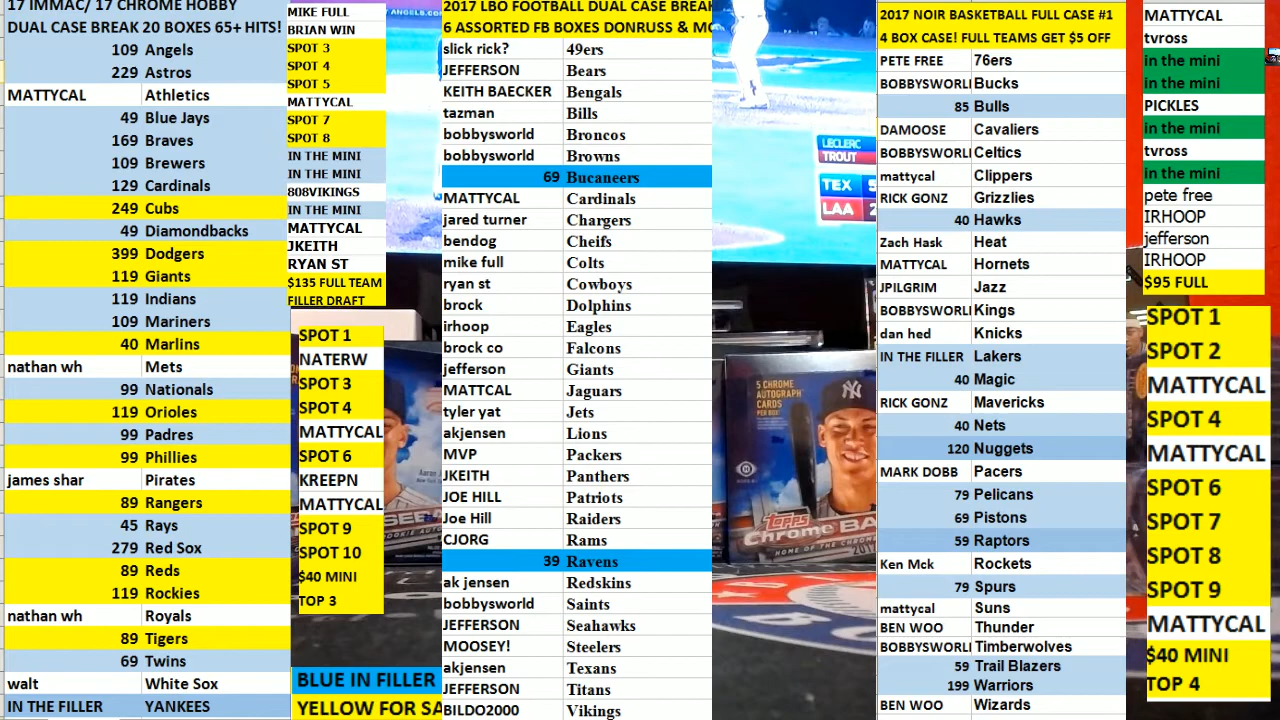 17 IMMAC/ 17 CHROME HOBBY
DUAL CASE BREAK 20 BOXES 65+ HITS!
109 Angels
229 Astros
MATTYCAL Athletics
49 Blue Jays
169 Braves
109 Brewers
129 Cardinals
249 Cubs
49 Diamondbacks
399 Dodgers
119 Giants
119 Indians
109 Mariners
40 Marlins
nathan wh Mets
99 Nationals
119 Orioles
99 Padres
99 Phillies
james shar Pirates
89 Rangers
45 Rays
279 Red Sox
89 Reds
119 Rockies
nathan wh Royals
89 Tigers
69 Twins
walt White Sox
IN THE FILLER YANKEES
MIKE FULL
BRIAN WIN
SPOT 3
SPOT 4
SPOT 5
MATTYCAL
SPOT 7
SPOT 8
IN THE MINI
IN THE MINI
808VIKINGS
IN THE MINI
MATTYCAL
JKEITH
RYAN ST
$135 FULL TEAM
FILLER DRAFT
SPOT 1
NATERW
SPOT 3
SPOT 4
MATTYCAL
SPOT 6
KREEPN
MATTYCAL
SPOT 9
SPOT 10
$40 MINI
TOP 3
BLUE IN FILLER
YELLOW FOR SA
2017 LBO FOOTBALL DUAL CASE BREAK
6 ASSORTED FB BOXES DONRUSS & MO
slick rick? 49ers
JEFFERSON Bears
KEITH BAECKER Bengals
tazman Bills
bobbysworld Broncos
bobbysworld Browns
69 Bucaneers
MATTYCAL Cardinals
jared turner Chargers
bendog Cheifs
mike full Colts
ryan st Cowboys
brock Dolphins
irhoop Eagles
brock co Falcons
jefferson Giants
MATTCAL Jaguars
tyler yat Jets
akjensen Lions
MVP Packers
JKEITH Panthers
JOE HILL Patriots
Joe Hill Raiders
CJORG Rams
39 Ravens
ak jensen Redskins
bobbysworld Saints
JEFFERSON Seahawks
MOOSEY! Steelers
akjensen Texans
JEFFERSON Titans
BILDO2000 Vikings
LECLERC
TROUT
TEX 5
LAA 2
5 CHROME
AUTOGRAPH
CARDS
PER BOX
Topps
Chrome BA
HOME OF THE CHROME
2017 NOIR BASKETBALL FULL CASE #1
4 BOX CASE! FULL TEAMS GET $5 OFF
PETE FREE 76ers
BOBBYSWORL Bucks
85 Bulls
DAMOOSE Cavaliers
BOBBYSWORL Celtics
mattycal Clippers
RICK GONZ Grizzlies
40 Hawks
Zach Hask Heat
MATTYCAL Hornets
JPILGRIM Jazz
BOBBYSWORL Kings
dan hed Knicks
IN THE FILLER Lakers
40 Magic
RICK GONZ Mavericks
40 Nets
120 Nuggets
MARK DOBB Pacers
79 Pelicans
69 Pistons
59 Raptors
Ken Mck Rockets
79 Spurs
mattycal Suns
BEN WOO Thunder
BOBBYSWORL Timberwolves
59 Trail Blazers
199 Warriors
BEN WOO Wizards
MATTYCAL
tvross
in the mini
in the mini
PICKLES
in the mini
tvross
in the mini
pete free
IRHOOP
jefferson
IRHOOP
$95 FULL
SPOT 1
SPOT 2
MATTYCAL
SPOT 4
MATTYCAL
SPOT 6
SPOT 7
SPOT 8
SPOT 9
MATTYCAL
$40 MINI
TOP 4